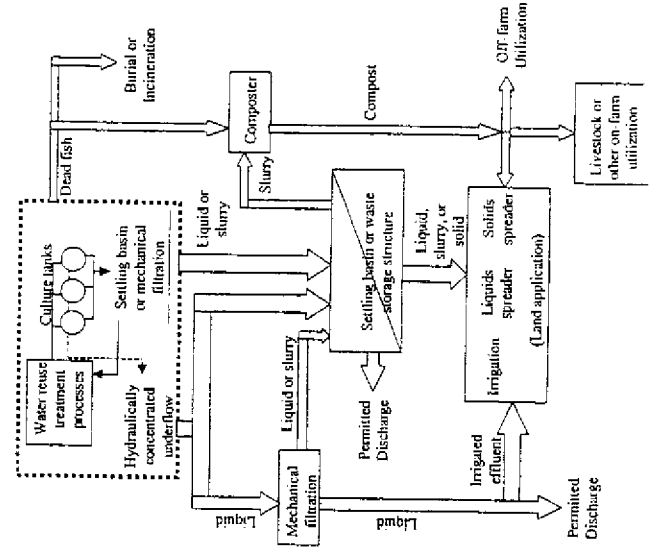 Dead fish
Burial or
Incineration
Culture tanks
Water reuse
treatment
processes
Settling basin
or mechanical
filtration
Hydraulically
concentrated
underflow
Liquid or
slurry
Slurry
Composter
Compost
Liquid
Mechanical
filtration
Liquid or slurry
Settling basin or waste
storage structure
Permitted
Discharge
Liquid,
slurry, or
solid
Off-farm
Utilization
Liquid
Irrigated
effluent
Irrigation
Liquids
spreader
Solids
spreader
(Land application)
Livestock or
other on-farm
utilization
Permitted
Discharge